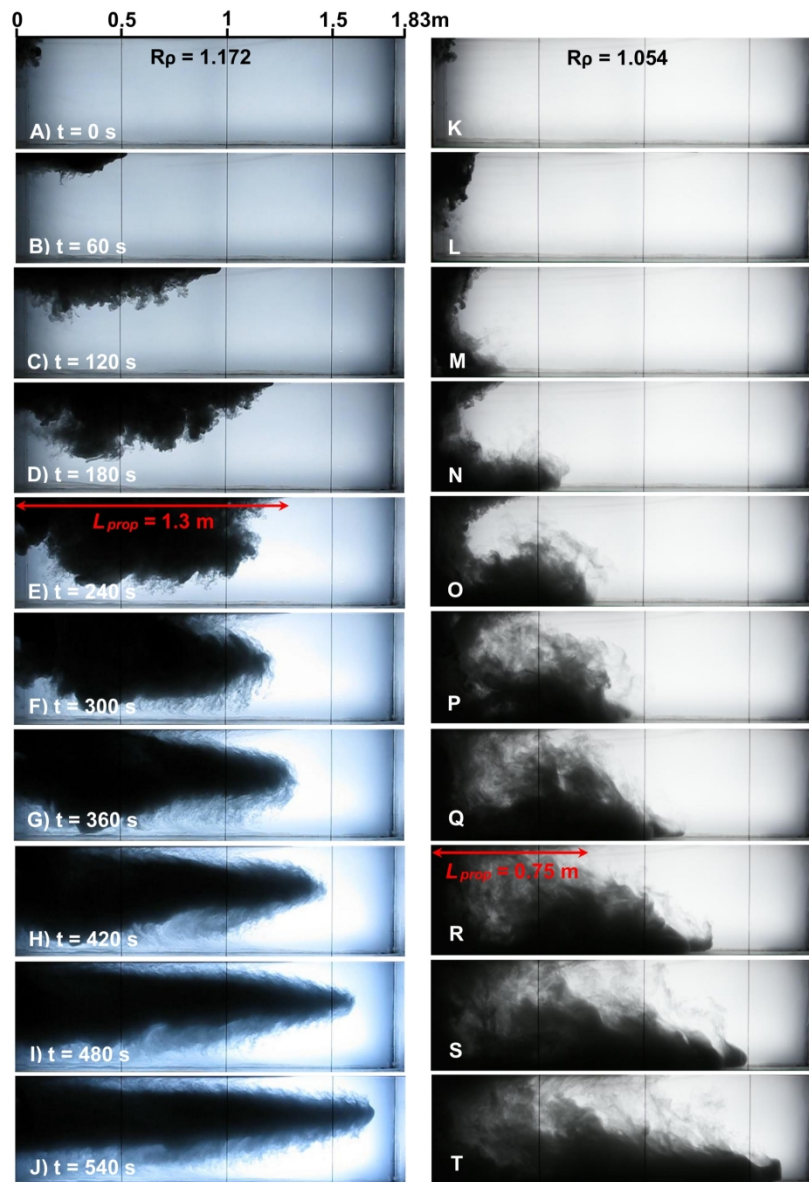 0 0.5 1 1.5 1.83m
Rρ = 1.172
A) t = 0 s
B) t = 60 s
C) t = 120 s
D) t = 180 s
L prop = 1.3 m
E) t = 240 s
F) t = 300 s
G) t = 360 s
H) t = 420 s
I) t = 480 s
J) t = 540 s
Rρ = 1.054
K
L
M
N
O
P
Q
L prop = 0.75 m
R
S
T